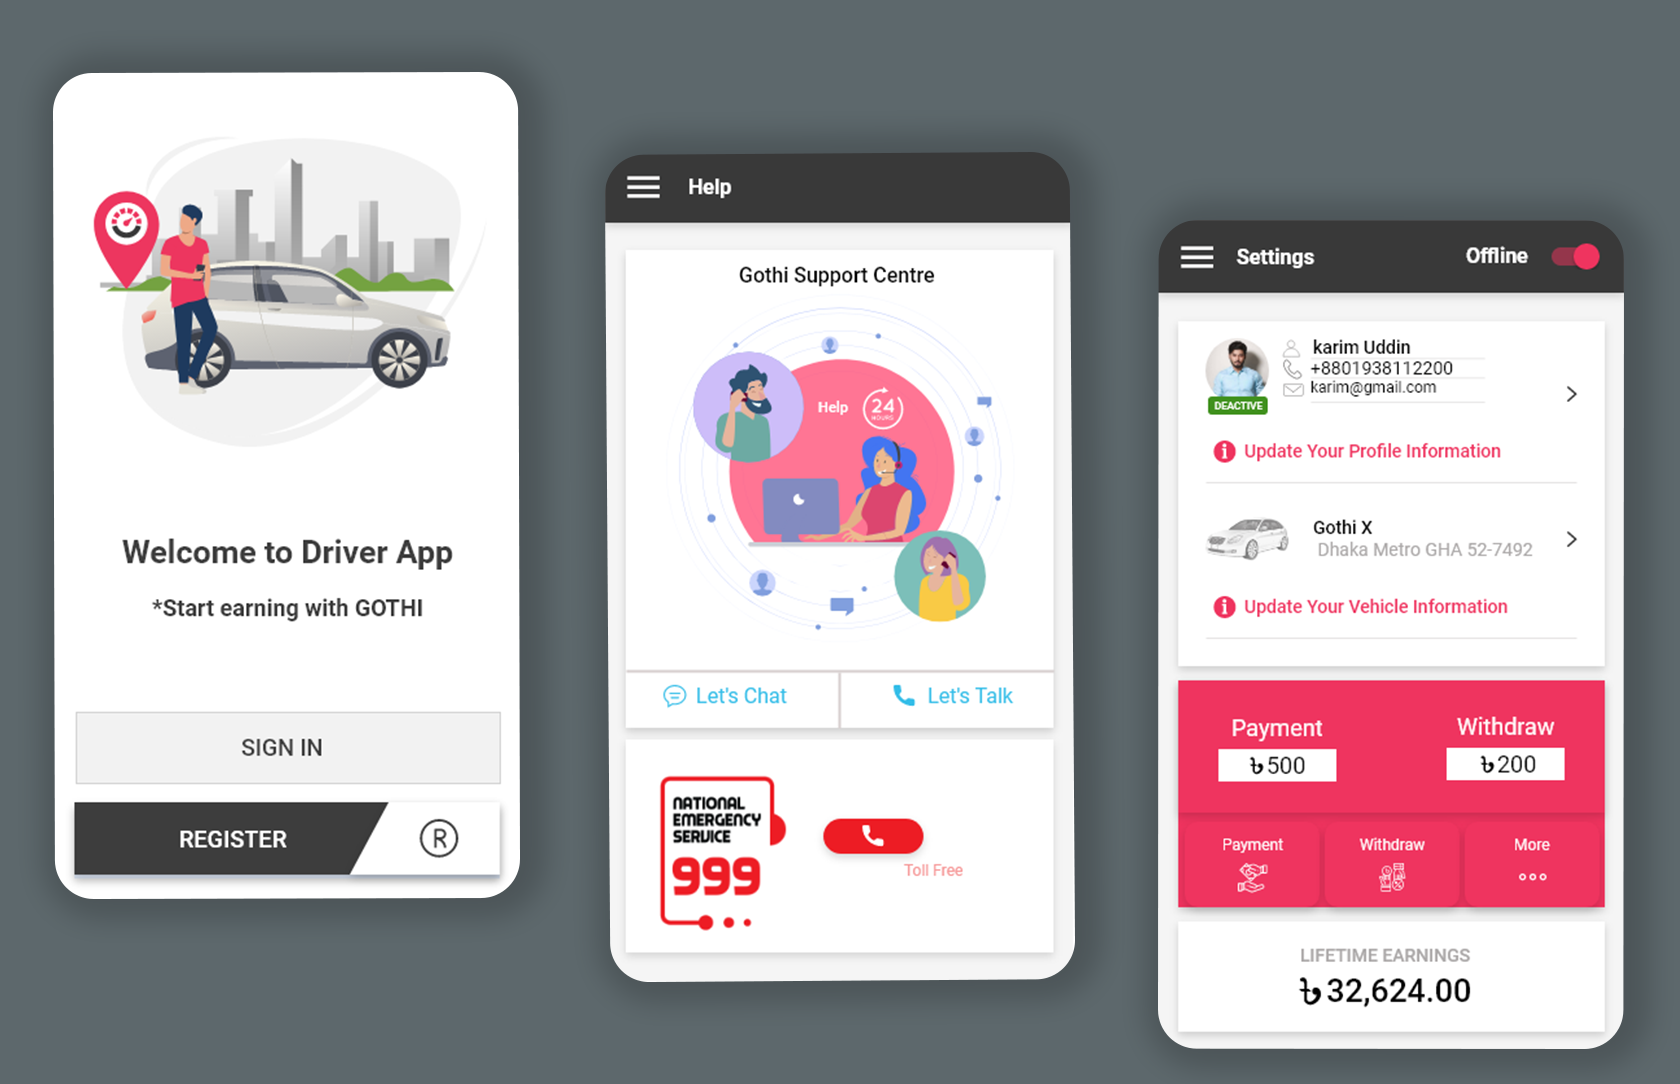 Welcome to Driver App
*Start earning with GOTHI
SIGN IN
REGISTER
R
Help
Gothi Support Centre
Help
24
HOURS
Let's Chat
Let's Talk
NATIONAL
EMERGENCY
SERVICE
999
Toll Free
Settings
Offline
karim Uddin
+8801938112200
karim@gmail.com
DEACTIVE
Update Your Profile Information
Gothi X
Dhaka Metro GHA 52-7492
Update Your Vehicle Information
Payment
Withdraw
৳ 500
৳ 200
Payment
Withdraw
More
LIFETIME EARNINGS
৳ 32,624.00